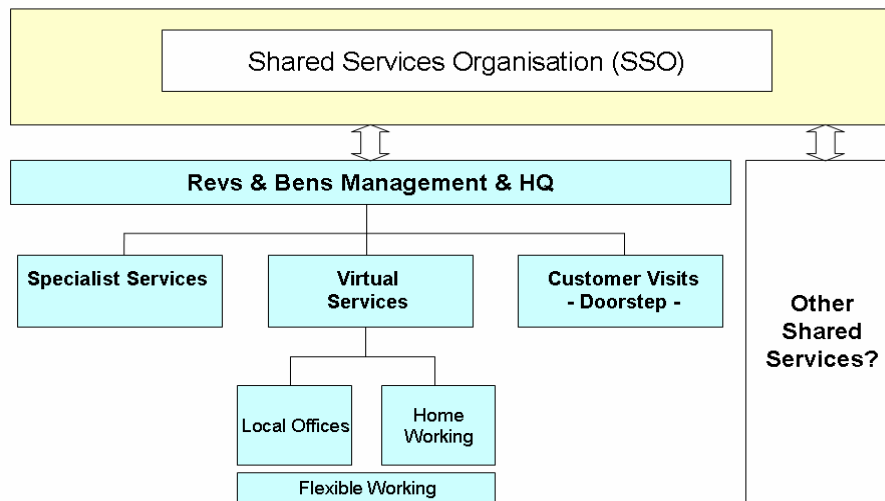 Shared Services Organisation (SSO)
Revs & Bens Management & HQ
Specialist Services
Virtual
Services
Customer Visits
- Doorstep -
Other
Shared
Services?
Local Offices
Home
Working
Flexible Working